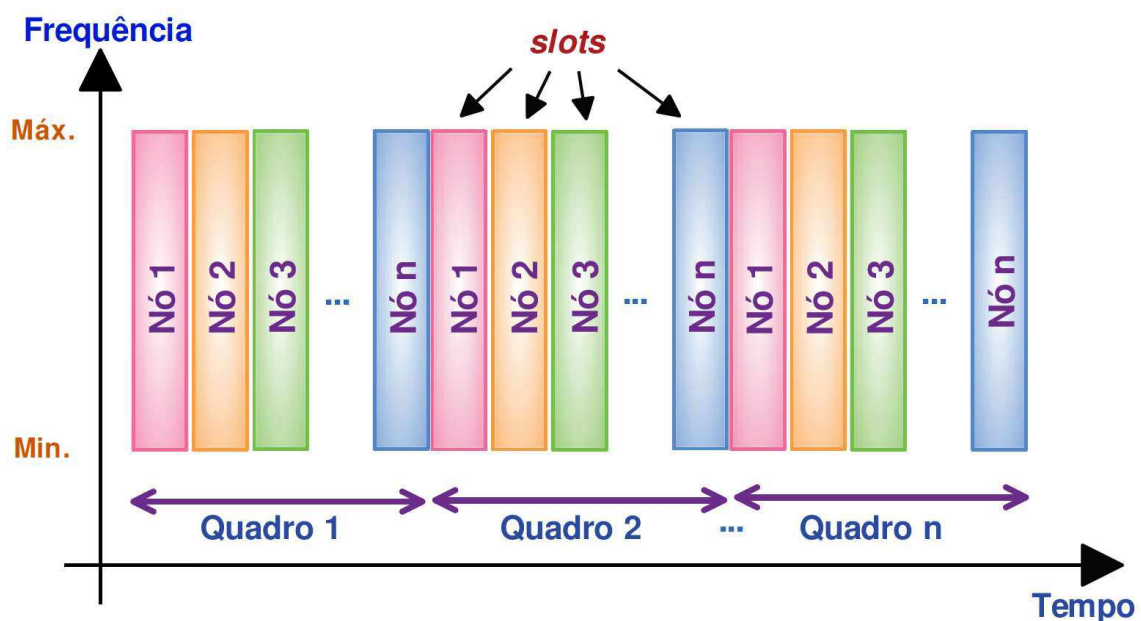 Frequência
slots
Máx.
Nó 1
Nó 2
Nó 3
...
Nó n
Nó 1
Nó 2
Nó 3
...
Nó n
Nó 1
Nó 2
Nó 3
...
Nó n
Min.
Quadro 1
Quadro 2
...
Quadro n
Tempo